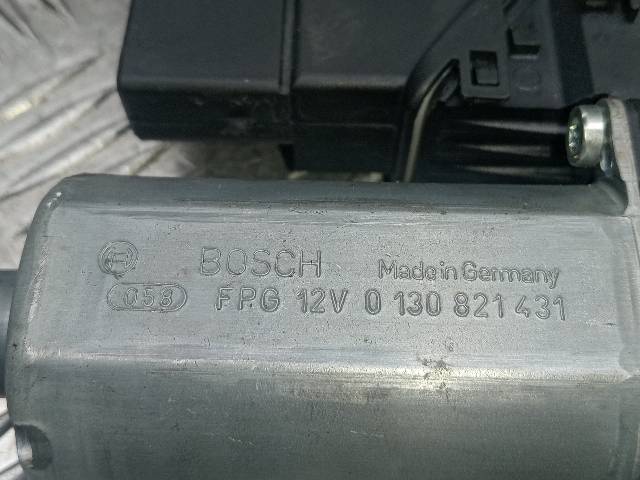 BOSCH Made in Germany
058 FPG 12V 0 130 821 431